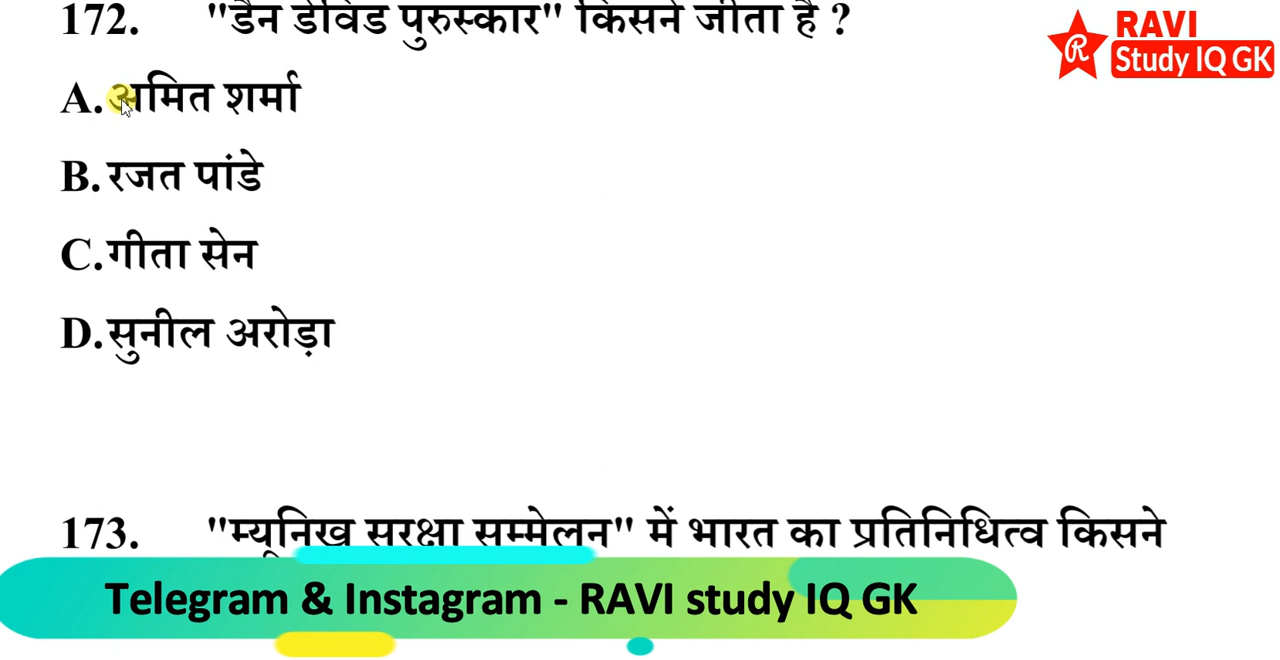 172. "डैन डेविड पुरुस्कार" किसने जीता है ?
RAVI
Study IQ GK
A. अमित शर्मा
B. रजत पांडे
C. गीता सेन
D. सुनील अरोड़ा
173. "म्यूनिख सुरक्षा सम्मेलन" में भारत का प्रतिनिधित्व किसने
Telegram & Instagram - RAVI study IQ GK